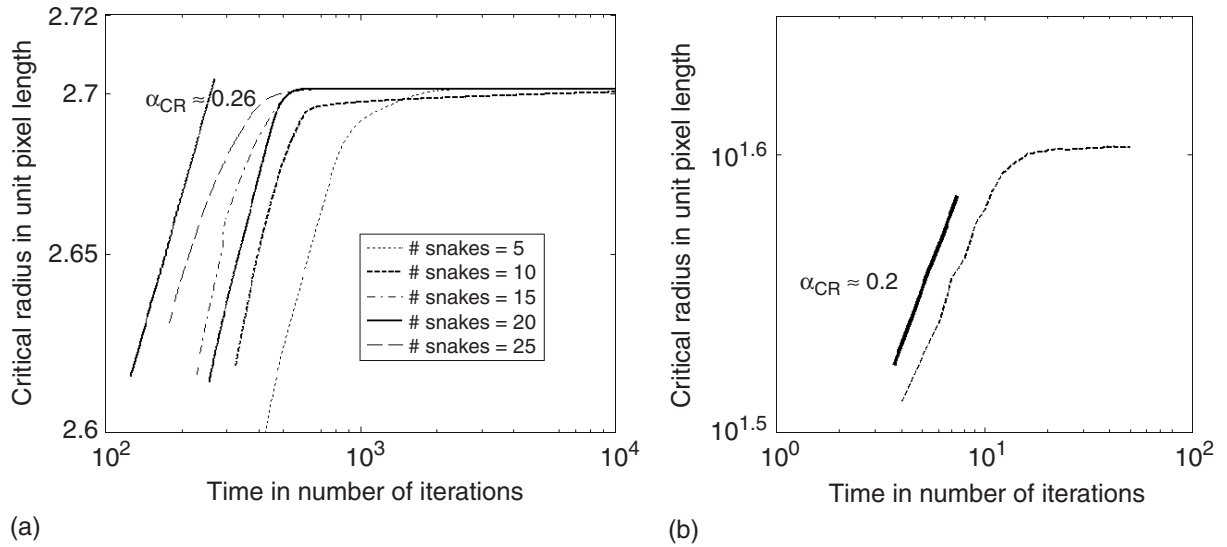 2.72
2.7
2.65
2.6
Critical radius in unit pixel length
α_CR ≈ 0.26
# snakes = 5
# snakes = 10
# snakes = 15
# snakes = 20
# snakes = 25
10^2
10^3
10^4
Time in number of iterations
(a)
10^1.6
10^1.5
Critical radius in unit pixel length
α_CR ≈ 0.2
10^0
10^1
10^2
Time in number of iterations
(b)